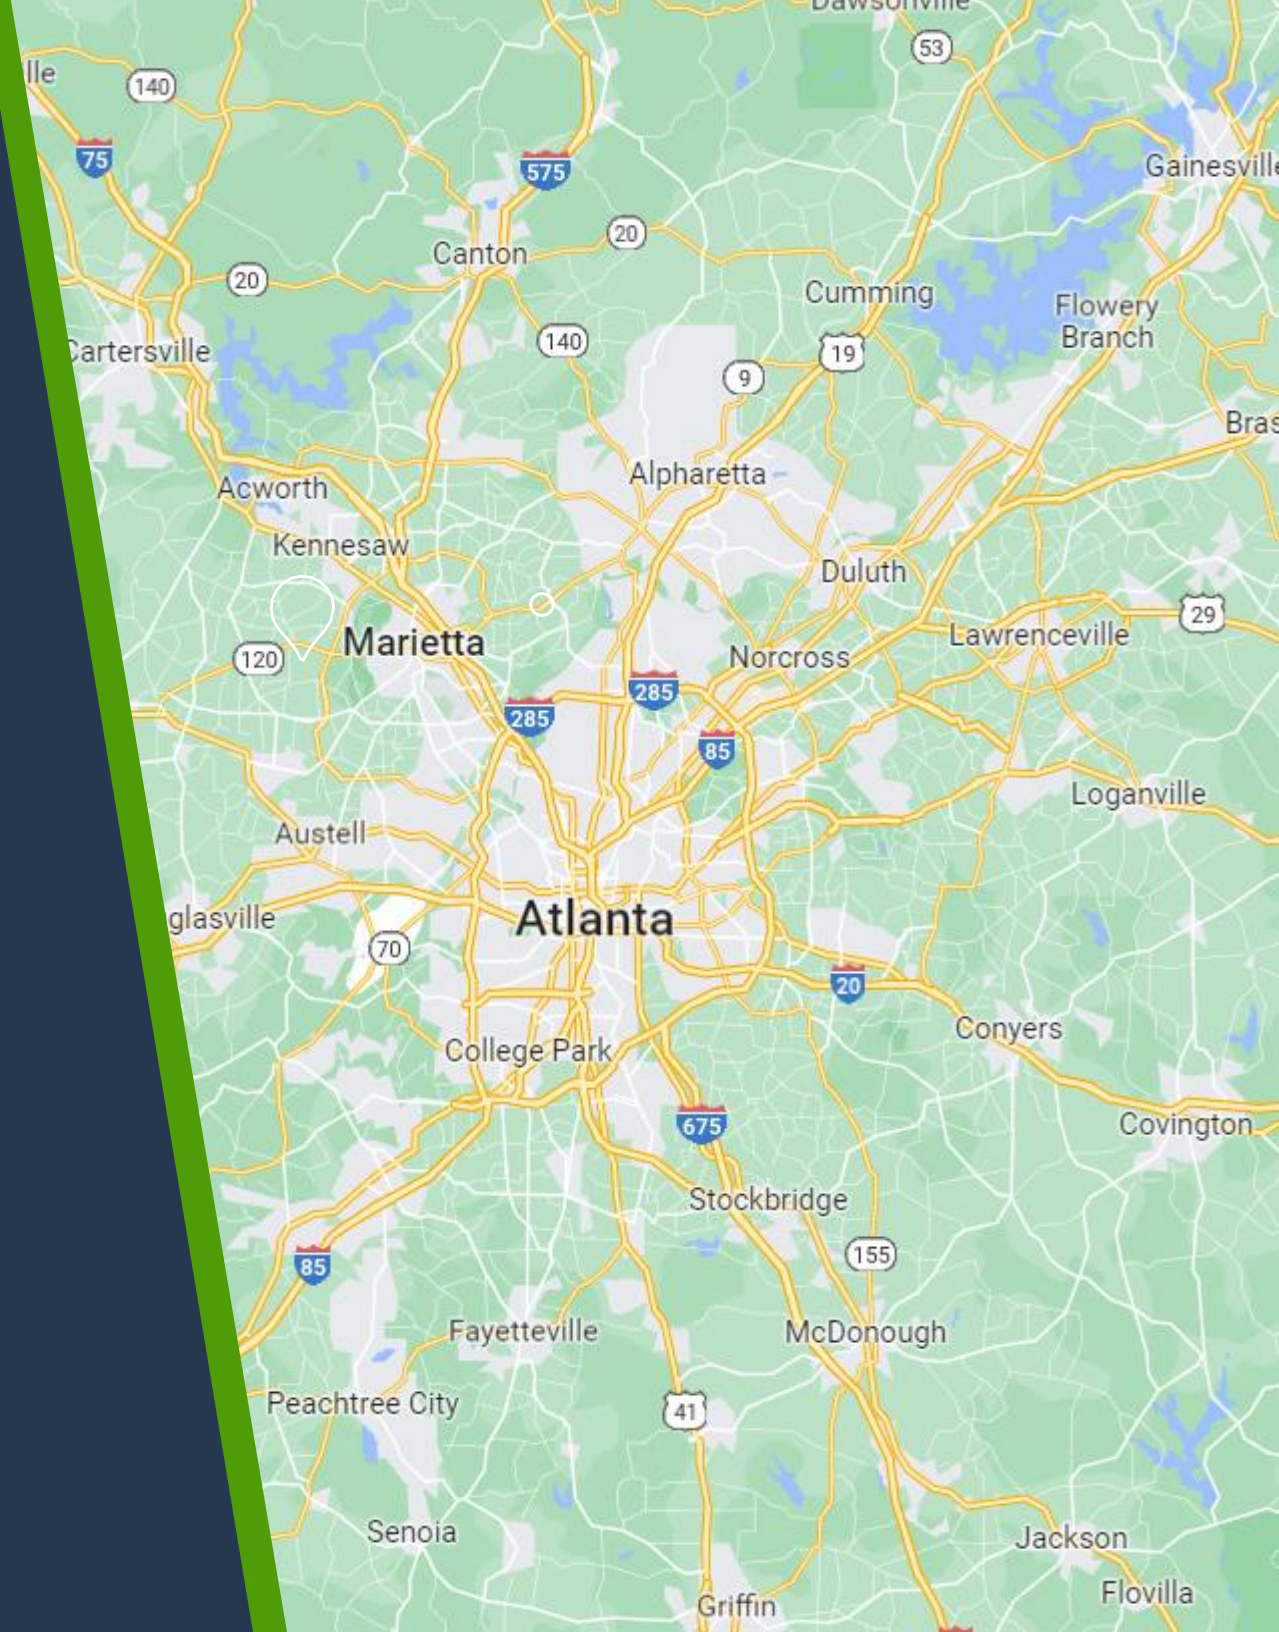 Dawsonville
53
lle
140
75
575
Gainesville
20
Canton
20
Cumming
Flowery
Branch
140
19
Cartersville
9
Bras
Alpharetta
Acworth
Kennesaw
Duluth
29
Marietta
Lawrenceville
120
Norcross
285
285
85
Loganville
Austell
glasville
Atlanta
70
20
Conyers
College Park
675
Covington
Stockbridge
155
85
Fayetteville
McDonough
Peachtree City
41
Senoia
Jackson
Flovilla
Griffin